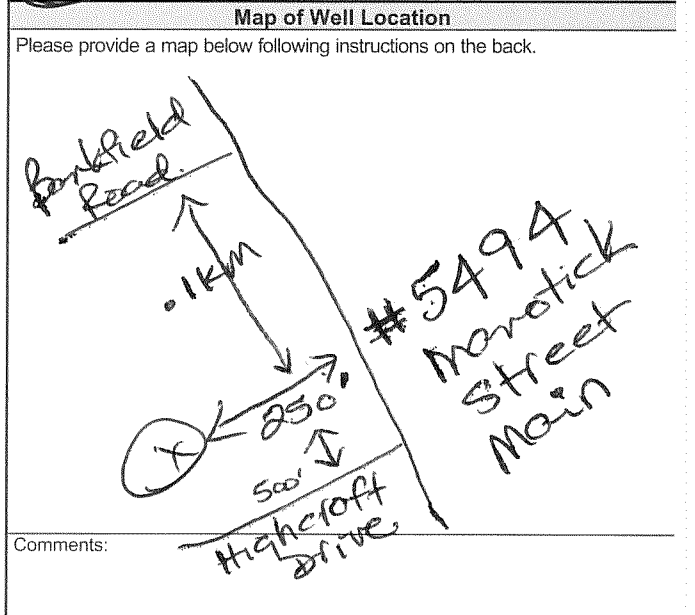 Map of Well Location
Please provide a map below following instructions on the back.
Bankfield
Road
.1KM
#5494
Manotick
Street
Main
250'
X
500'
Highcroft
Drive
Comments: